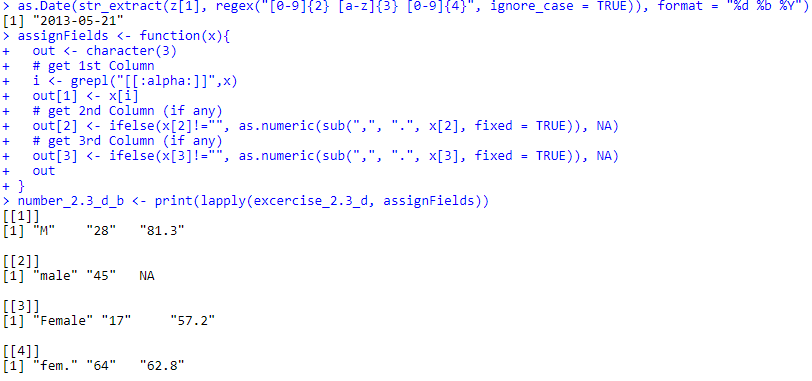 > as.Date(str_extract(z[1], regex("[0-9]{2} [a-z]{3} [0-9]{4}", ignore_case = TRUE)), format = "%d %b %Y")
[1] "2013-05-21"
> assignFields <- function(x){
+   out <- character(3)
+   # get 1st Column
+   i <- grepl("[[:alpha:]]",x)
+   out[1] <- x[i]
+   # get 2nd Column (if any)
+   out[2] <- ifelse(x[2]!="", as.numeric(sub(",", ".", x[2], fixed = TRUE)), NA)
+   # get 3rd Column (if any)
+   out[3] <- ifelse(x[3]!="", as.numeric(sub(",", ".", x[3], fixed = TRUE)), NA)
+   out
+ }
> number_2.3_d_b <- print(lapply(excercise_2.3_d, assignFields))
[[1]]
[1] "M"    "28"   "81.3"
[[2]]
[1] "male" "45"   NA
[[3]]
[1] "Female" "17"     "57.2"
[[4]]
[1] "fem." "64"   "62.8"